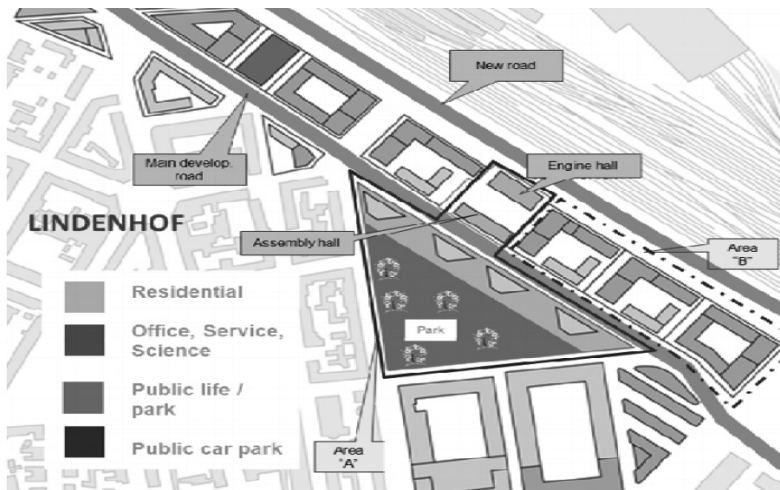 New road
Main develop.
road
Engine hall
LINDENHOF
Assembly hall
Area
"B"
Residential
Office, Service,
Science
Park
Public life /
park
Public car park
Area
"A"